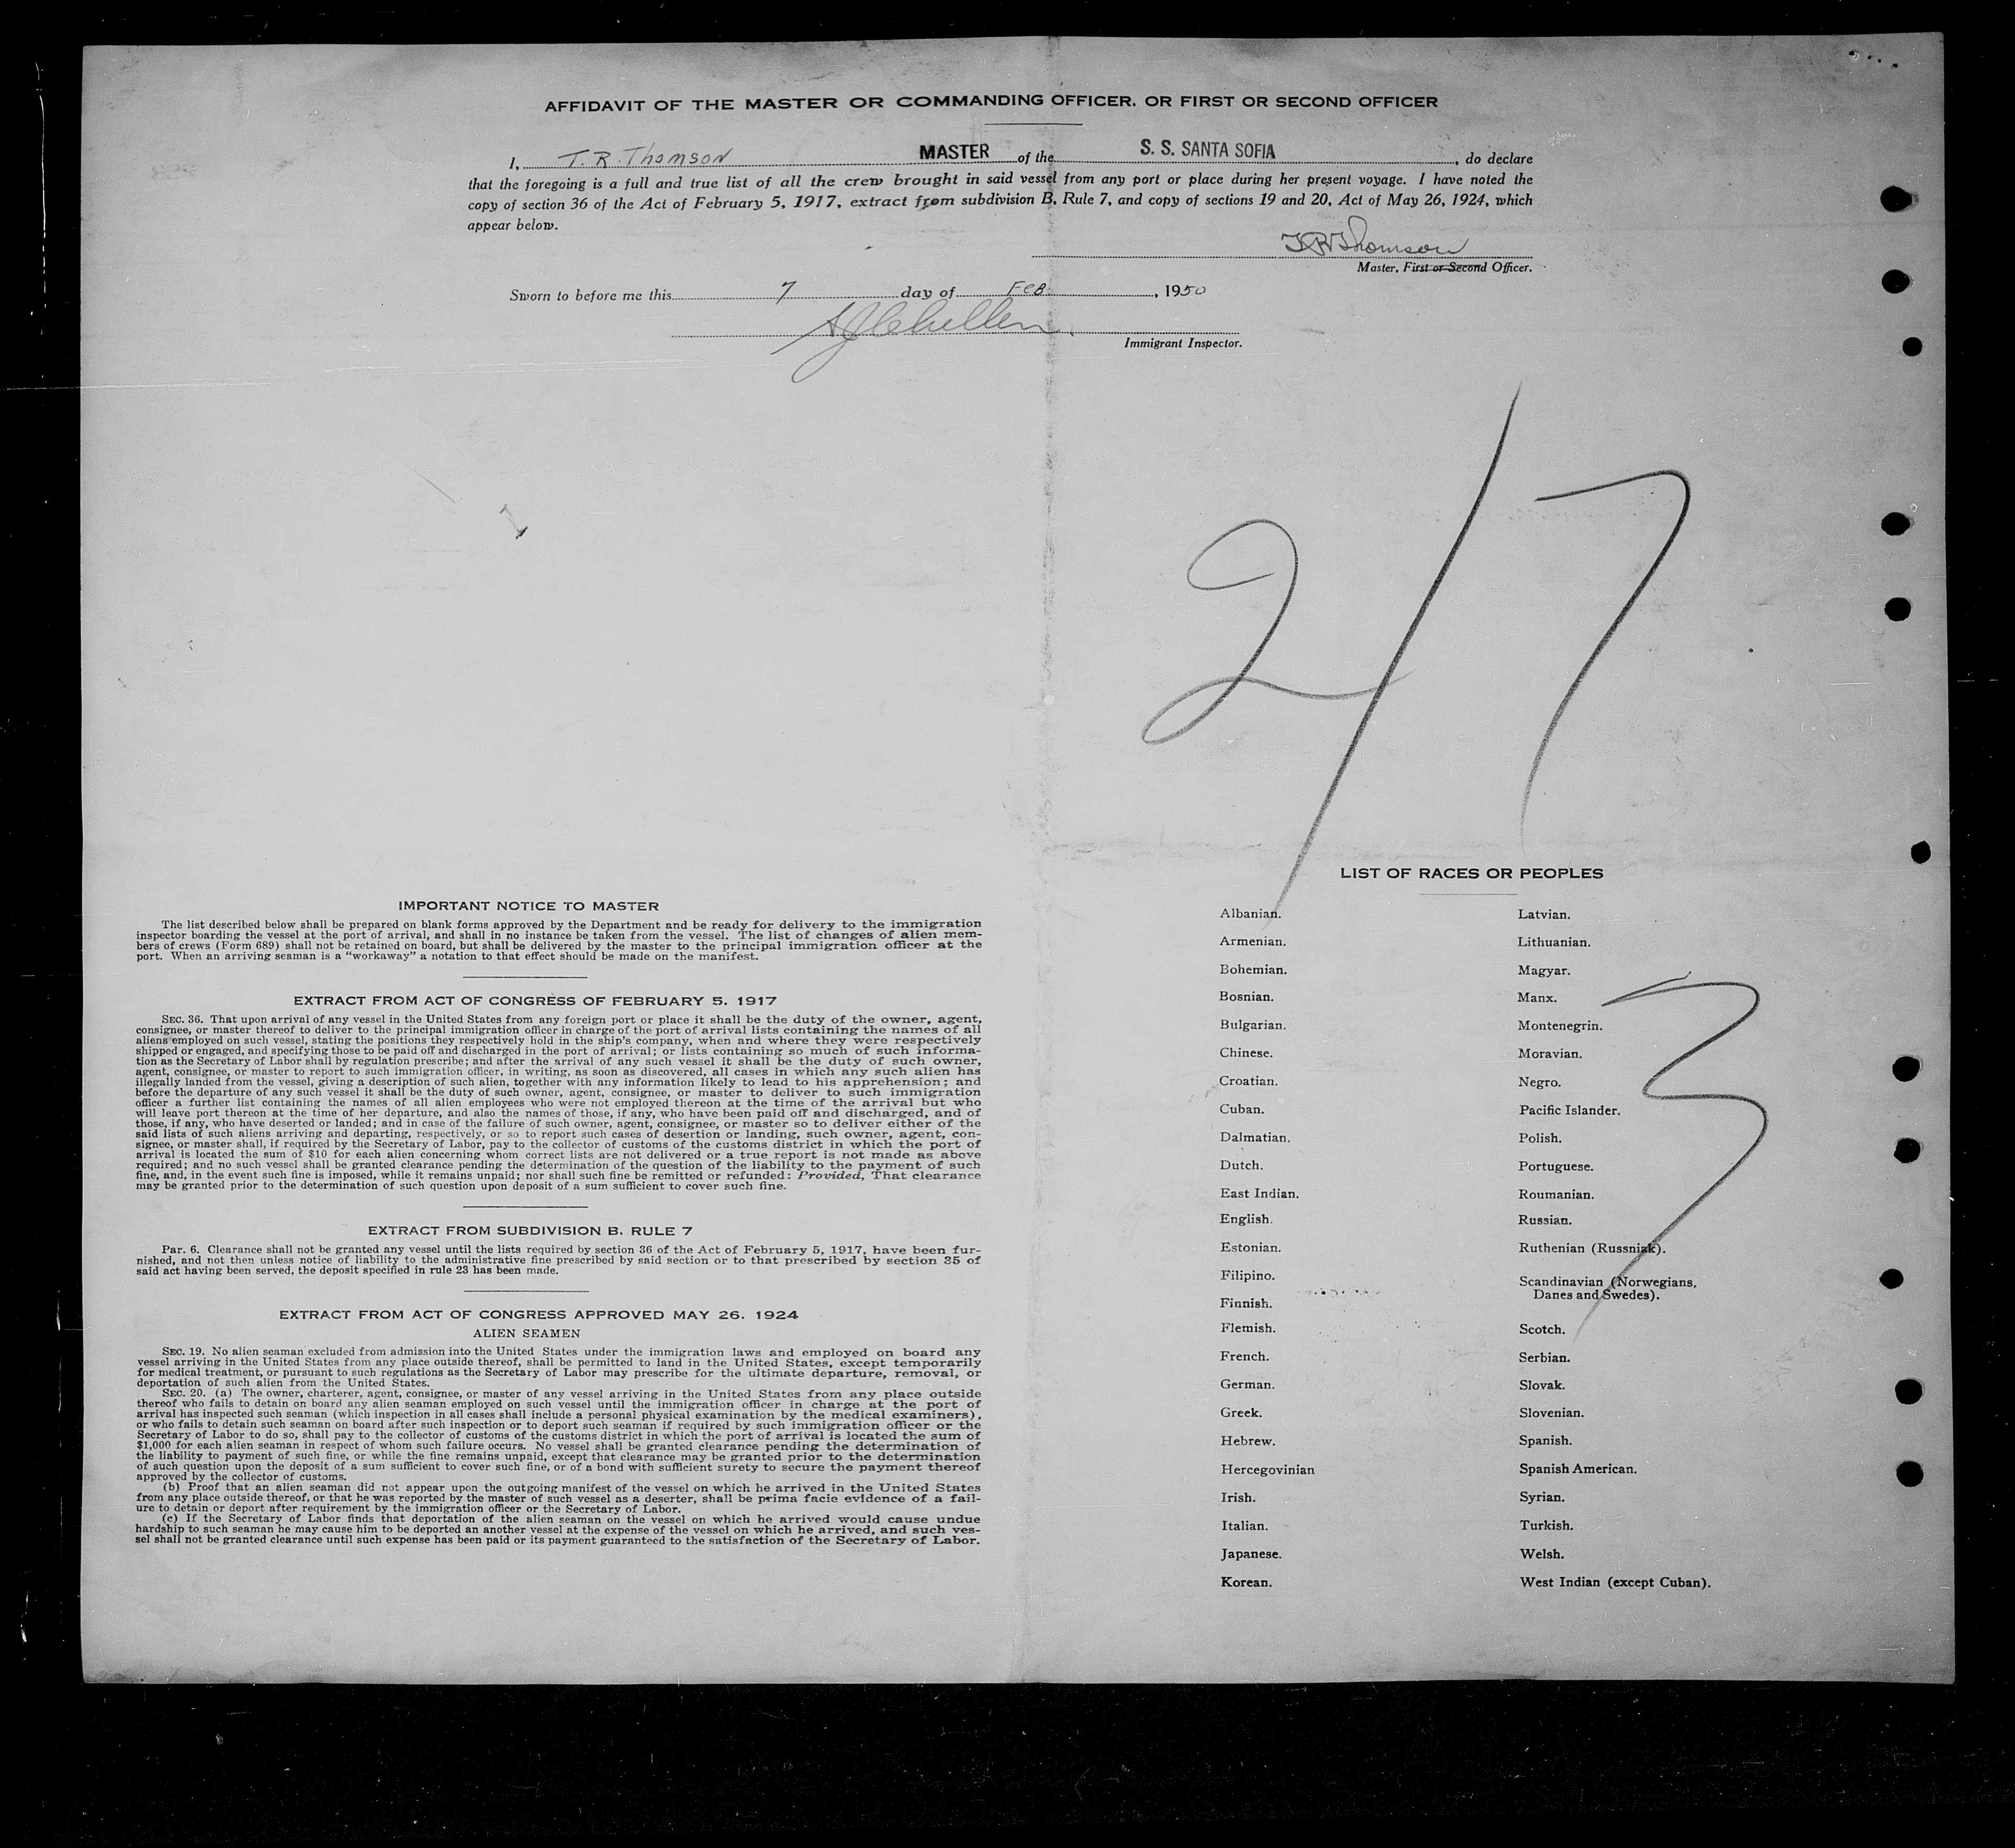 AFFIDAVIT OF THE MASTER OR COMMANDING OFFICER, OR FIRST OR SECOND OFFICER
I, T. R. Thomson MASTER of the S. S. SANTA SOFIA, do declare
that the foregoing is a full and true list of all the crew brought in said vessel from any port or place during her present voyage. I have noted the
copy of section 36 of the Act of February 5, 1917, extract from subdivision B, Rule 7, and copy of sections 19 and 20, Act of May 26, 1924, which
appear below.
T R Thomson
Master, First or Second Officer.
Sworn to before me this 7 day of Feb., 1950
Immigrant Inspector.
2/7
IMPORTANT NOTICE TO MASTER
The list described below shall be prepared on blank forms approved by the Department and be ready for delivery to the immigration
inspector boarding the vessel at the port of arrival, and shall in no instance be taken from the vessel. The list of changes of alien mem-
bers of crews (Form 689) shall not be retained on board, but shall be delivered by the master to the principal immigration officer at the
port. When an arriving seaman is a "workaway" a notation to that effect should be made on the manifest.
EXTRACT FROM ACT OF CONGRESS OF FEBRUARY 5, 1917
SEC. 36. That upon arrival of any vessel in the United States from any foreign port or place it shall be the duty of the owner, agent,
consignee, or master thereof to deliver to the principal immigration officer in charge of the port of arrival lists containing the names of all
aliens employed on such vessel, stating the positions they respectively hold in the ship's company, when and where they were respectively
shipped or engaged, and specifying those to be paid off and discharged in the port of arrival; or lists containing so much of such informa-
tion as the Secretary of Labor shall by regulation prescribe; and after the arrival of any such vessel it shall be the duty of such owner,
agent, consignee, or master to report to such immigration officer, in writing, as soon as discovered, all cases in which any such alien has
illegally landed from the vessel, giving a description of such alien, together with any information likely to lead to his apprehension; and
before the departure of any such vessel it shall be the duty of such owner, agent, consignee, or master to deliver to such immigration
officer a further list containing the names of all alien employees who were not employed thereon at the time of the arrival but who
will leave port thereon at the time of her departure, and also the names of those, if any, who have been paid off and discharged, and of
those, if any, who have deserted or landed; and in case of the failure of such owner, agent, consignee, or master so to deliver either of the
said lists of such aliens arriving and departing, respectively, or so to report such cases of desertion or landing, such owner, agent, con-
signee, or master shall, if required by the Secretary of Labor, pay to the collector of customs of the customs district in which the port of
arrival is located the sum of $10 for each alien concerning whom correct lists are not delivered or a true report is not made as above
required; and no such vessel shall be granted clearance pending the determination of the question of the liability to the payment of such
fine, and, in the event such fine is imposed, while it remains unpaid; nor shall such fine be remitted or refunded: Provided, That clearance
may be granted prior to the determination of such question upon deposit of a sum sufficient to cover such fine.
EXTRACT FROM SUBDIVISION B, RULE 7
Par. 6. Clearance shall not be granted any vessel until the lists required by section 36 of the Act of February 5, 1917, have been fur-
nished, and not then unless notice of liability to the administrative fine prescribed by said section or to that prescribed by section 35 of
said act having been served, the deposit specified in rule 23 has been made.
EXTRACT FROM ACT OF CONGRESS APPROVED MAY 26, 1924
ALIEN SEAMEN
SEC. 19. No alien seaman excluded from admission into the United States under the immigration laws and employed on board any
vessel arriving in the United States from any place outside thereof, shall be permitted to land in the United States, except temporarily
for medical treatment, or pursuant to such regulations as the Secretary of Labor may prescribe for the ultimate departure, removal, or
deportation of such alien from the United States.
SEC. 20. (a) The owner, charterer, agent, consignee, or master of any vessel arriving in the United States from any place outside
thereof who fails to detain on board any alien seaman employed on such vessel until the immigration officer in charge at the port of
arrival has inspected such seaman (which inspection in all cases shall include a personal physical examination by the medical examiners),
or who fails to detain such seaman on board after such inspection or to deport such seaman if required by such immigration officer or the
Secretary of Labor to do so, shall pay to the collector of customs of the customs district in which the port of arrival is located the sum of
$1,000 for each alien seaman in respect of whom such failure occurs. No vessel shall be granted clearance pending the determination of
the liability to payment of such fine, or while the fine remains unpaid, except that clearance may be granted prior to the determination
of such question upon the deposit of a sum sufficient to cover such fine, or of a bond with sufficient surety to secure the payment thereof
approved by the collector of customs.
(b) Proof that an alien seaman did not appear upon the outgoing manifest of the vessel on which he arrived in the United States
from any place outside thereof, or that he was reported by the master of such vessel as a deserter, shall be prima facie evidence of a fail-
ure to detain or deport after requirement by the immigration officer or the Secretary of Labor.
(c) If the Secretary of Labor finds that deportation of the alien seaman on the vessel on which he arrived would cause undue
hardship to such seaman he may cause him to be deported an another vessel at the expense of the vessel on which he arrived, and such ves-
sel shall not be granted clearance until such expense has been paid or its payment guaranteed to the satisfaction of the Secretary of Labor.
LIST OF RACES OR PEOPLES
Albanian.
Armenian.
Bohemian.
Bosnian.
Bulgarian.
Chinese.
Croatian.
Cuban.
Dalmatian.
Dutch.
East Indian.
English.
Estonian.
Filipino.
Finnish.
Flemish.
French.
German.
Greek.
Hebrew.
Hercegovinian
Irish.
Italian.
Japanese.
Korean.
Latvian.
Lithuanian.
Magyar.
Manx.
Montenegrin.
Moravian.
Negro.
Pacific Islander.
Polish.
Portuguese.
Roumanian.
Russian.
Ruthenian (Russniak).
Scandinavian (Norwegians,
Danes and Swedes).
Scotch.
Serbian.
Slovak.
Slovenian.
Spanish.
Spanish American.
Syrian.
Turkish.
Welsh.
West Indian (except Cuban).
3